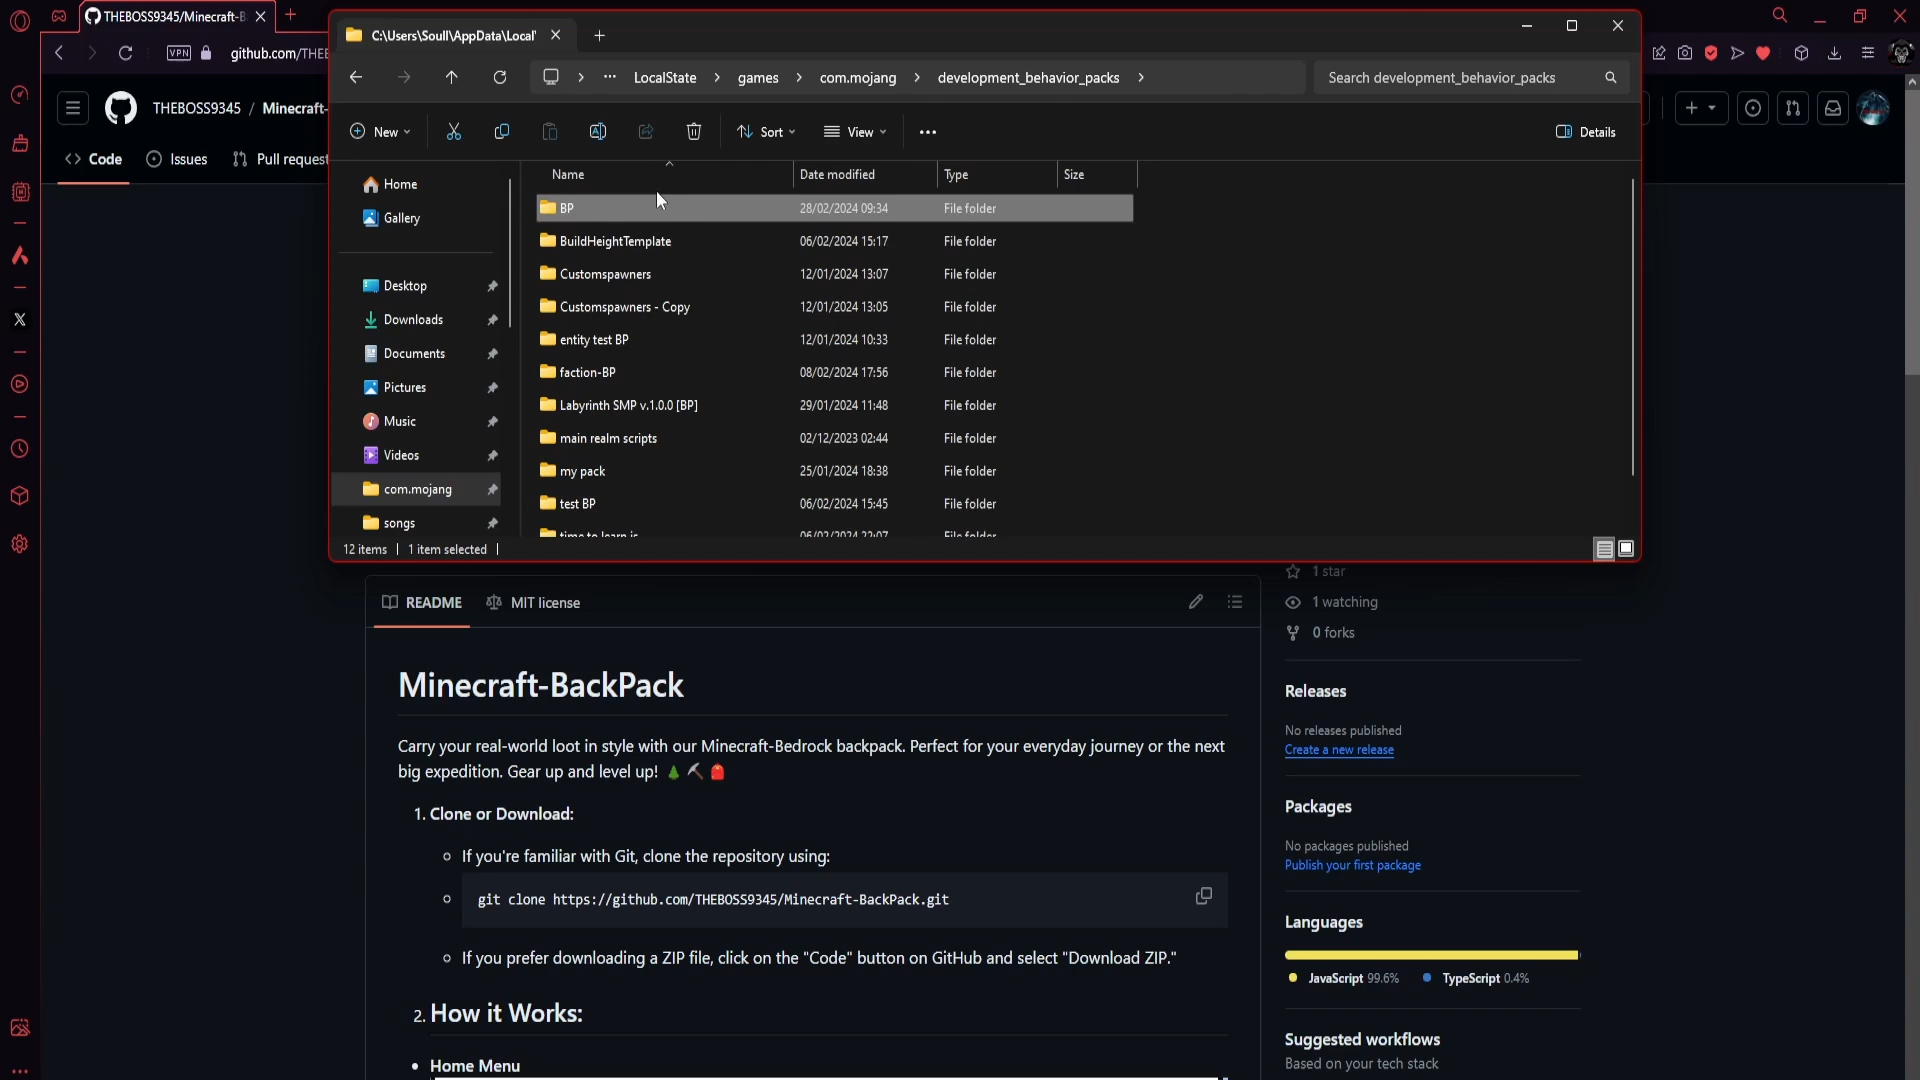 THEBOSS9345/Minecraft-B
C:\Users\Soull\AppData\Local\
VPN
github.com/THEB
LocalState
games
com.mojang
development_behavior_packs
Search development_behavior_packs
THEBOSS9345 / Minecraft-
New
Sort
View
Details
Code
Issues
Pull request
Home
Gallery
Desktop
Downloads
Documents
Pictures
Music
Videos
com.mojang
songs
Name Date modified Type Size
BP 28/02/2024 09:34 File folder
BuildHeightTemplate 06/02/2024 15:17 File folder
Customspawners 12/01/2024 13:07 File folder
Customspawners - Copy 12/01/2024 13:05 File folder
entity test BP 12/01/2024 10:33 File folder
faction-BP 08/02/2024 17:56 File folder
Labyrinth SMP v.1.0.0 [BP] 29/01/2024 11:48 File folder
main realm scripts 02/12/2023 02:44 File folder
my pack 25/01/2024 18:38 File folder
test BP 06/02/2024 15:45 File folder
time to learn js 06/02/2024 22:07 File folder
12 items 1 item selected
README
MIT license
Minecraft-BackPack
Carry your real-world loot in style with our Minecraft-Bedrock backpack. Perfect for your everyday journey or the next
big expedition. Gear up and level up! 🌲⛏️🎒
1. Clone or Download:
If you're familiar with Git, clone the repository using:
git clone https://github.com/THEBOSS9345/Minecraft-BackPack.git
If you prefer downloading a ZIP file, click on the "Code" button on GitHub and select "Download ZIP."
2. How it Works:
Home Menu
1 star
1 watching
0 forks
Releases
No releases published
Create a new release
Packages
No packages published
Publish your first package
Languages
JavaScript 99.6% TypeScript 0.4%
Suggested workflows
Based on your tech stack